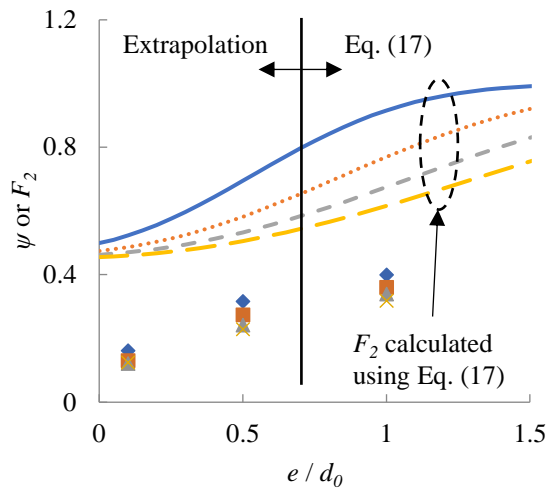 1.2
Extrapolation
Eq. (17)
0.8
ψ or F2
0.4
F2 calculated
using Eq. (17)
0
0
0.5
1
1.5
e / d0